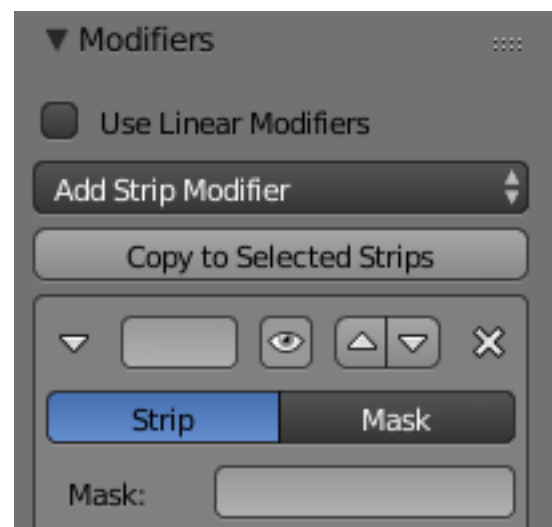 Modifiers
Use Linear Modifiers
Add Strip Modifier
Copy to Selected Strips
Strip Mask
Mask: